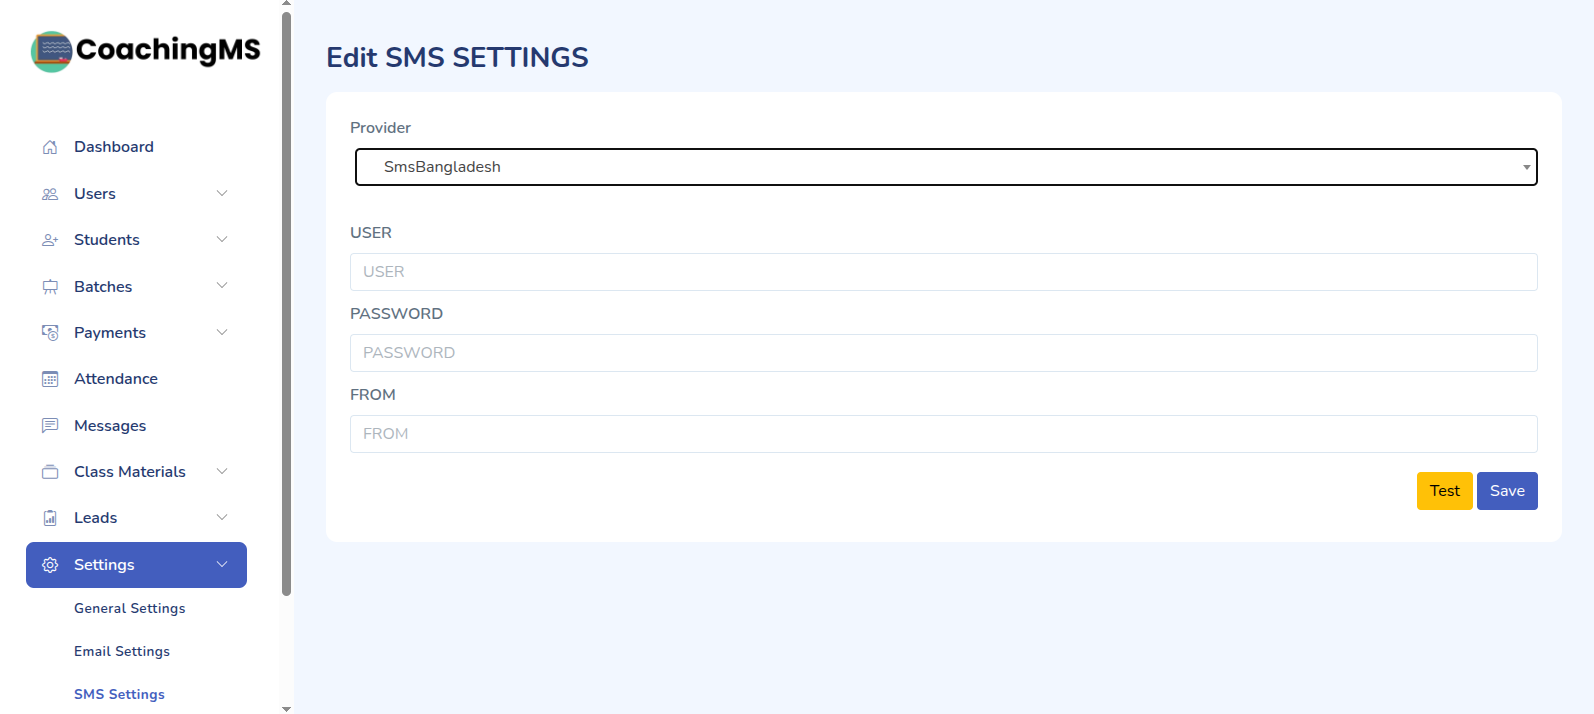 CoachingMS
Dashboard
Users
Students
Batches
Payments
Attendance
Messages
Class Materials
Leads
Settings
General Settings
Email Settings
SMS Settings
Edit SMS SETTINGS
Provider
SmsBangladesh
USER
USER
PASSWORD
PASSWORD
FROM
FROM
Test Save